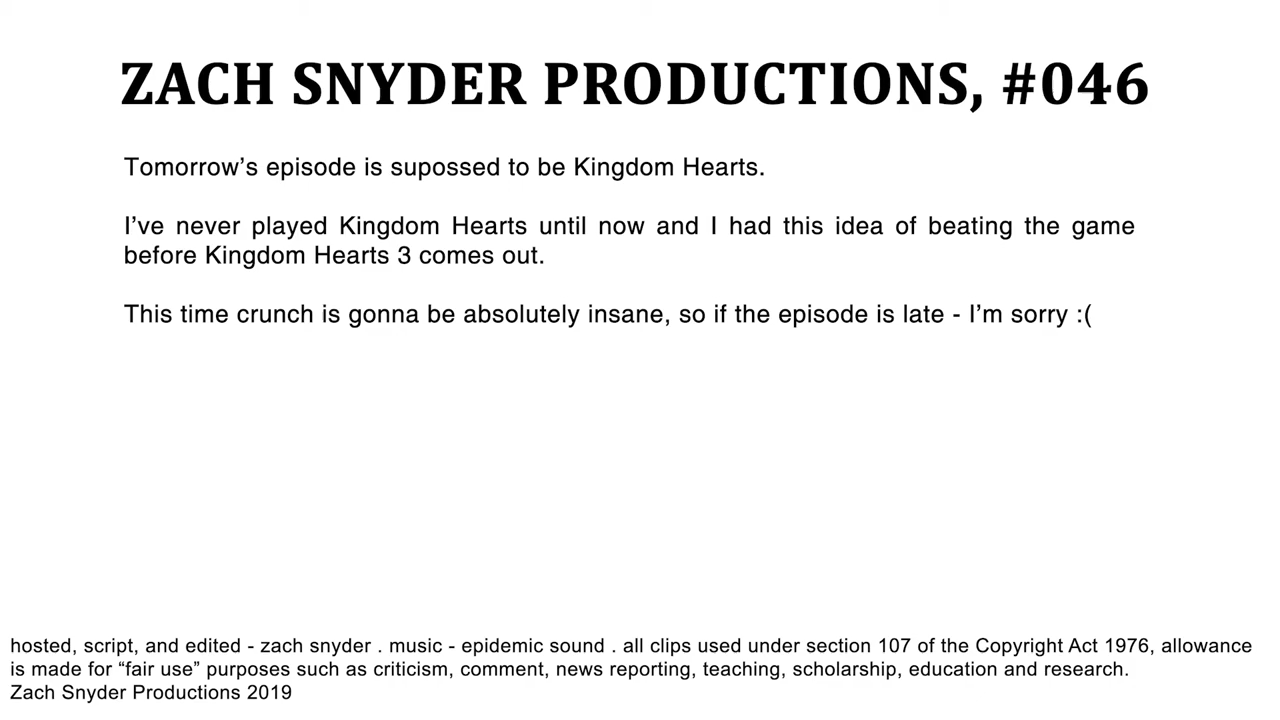 ZACH SNYDER PRODUCTIONS, #046
Tomorrow’s episode is supossed to be Kingdom Hearts.
I’ve never played Kingdom Hearts until now and I had this idea of beating the game
before Kingdom Hearts 3 comes out.
This time crunch is gonna be absolutely insane, so if the episode is late - I’m sorry :(
hosted, script, and edited - zach snyder . music - epidemic sound . all clips used under section 107 of the Copyright Act 1976, allowance
is made for “fair use” purposes such as criticism, comment, news reporting, teaching, scholarship, education and research.
Zach Snyder Productions 2019